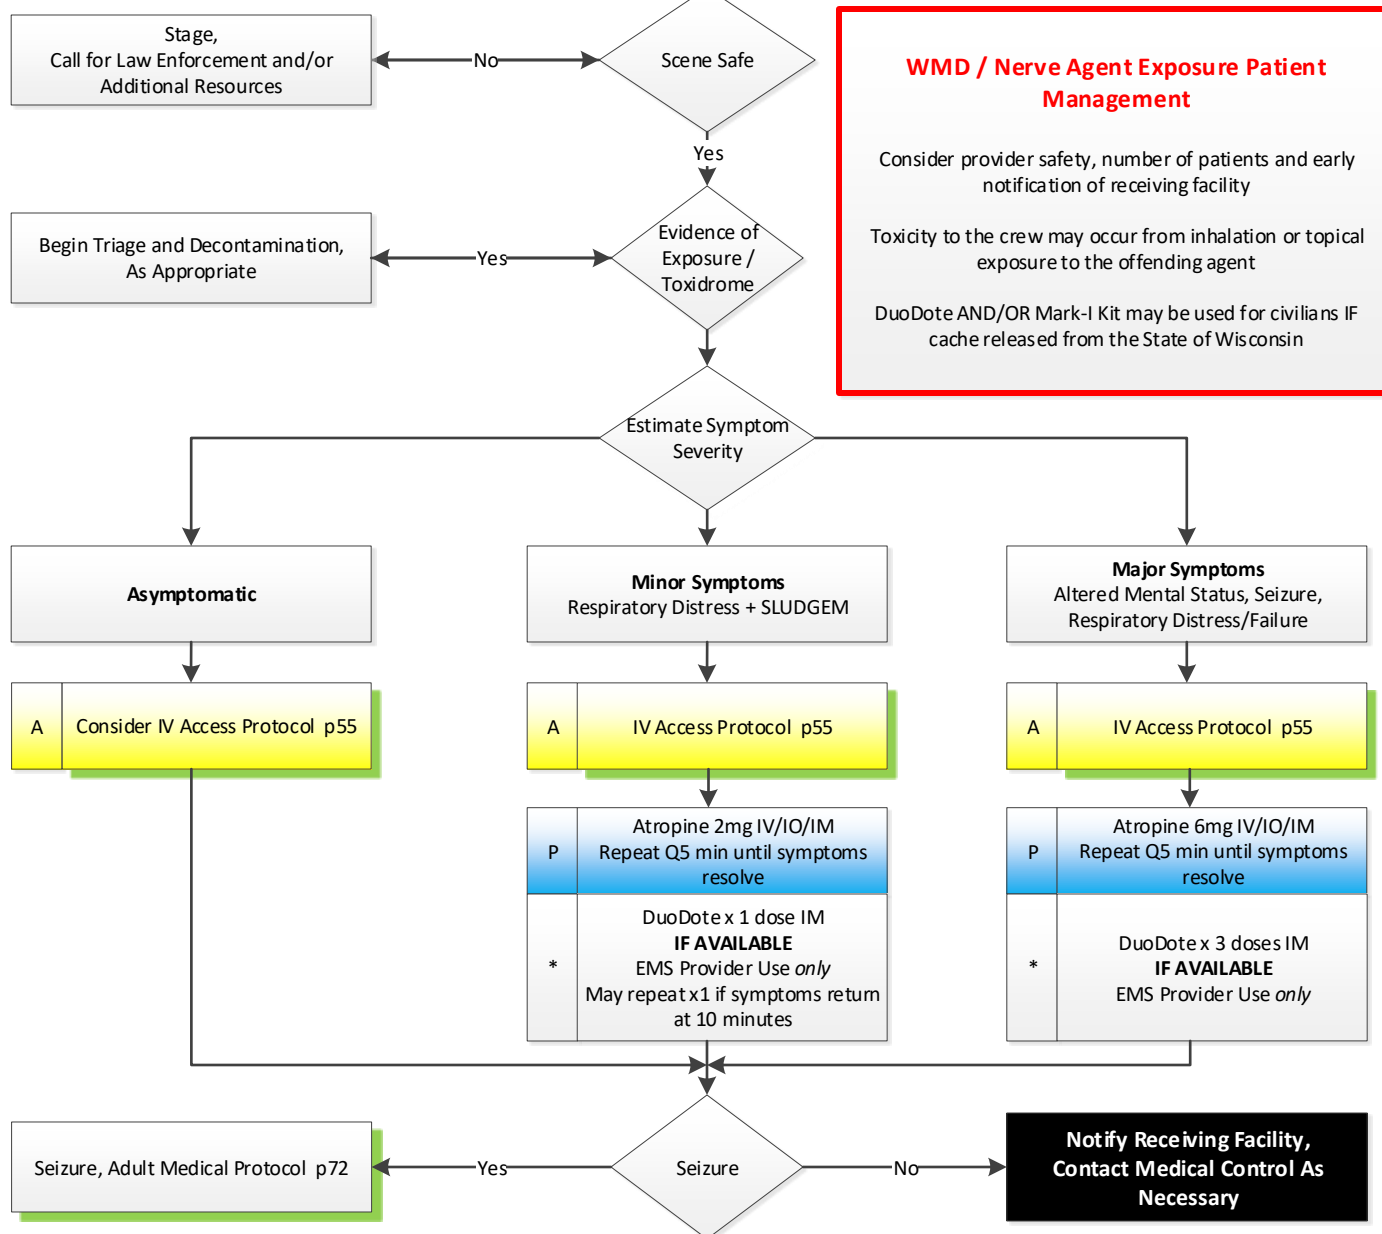 Stage,
Call for Law Enforcement and/or
Additional Resources
No
Scene Safe
WMD / Nerve Agent Exposure Patient
Management
Consider provider safety, number of patients and early
notification of receiving facility
Toxicity to the crew may occur from inhalation or topical
exposure to the offending agent
DuoDote AND/OR Mark-I Kit may be used for civilians IF
cache released from the State of Wisconsin
Yes
Begin Triage and Decontamination,
As Appropriate
Yes
Evidence of
Exposure /
Toxidrome
Estimate Symptom
Severity
Asymptomatic
Minor Symptoms
Respiratory Distress + SLUDGEM
Major Symptoms
Altered Mental Status, Seizure,
Respiratory Distress/Failure
A
Consider IV Access Protocol p55
A
IV Access Protocol p55
A
IV Access Protocol p55
P
Atropine 2mg IV/IO/IM
Repeat Q5 min until symptoms
resolve
P
Atropine 6mg IV/IO/IM
Repeat Q5 min until symptoms
resolve
*
DuoDote x 1 dose IM
IF AVAILABLE
EMS Provider Use only
May repeat x1 if symptoms return
at 10 minutes
*
DuoDote x 3 doses IM
IF AVAILABLE
EMS Provider Use only
Seizure, Adult Medical Protocol p72
Yes
Seizure
No
Notify Receiving Facility,
Contact Medical Control As
Necessary